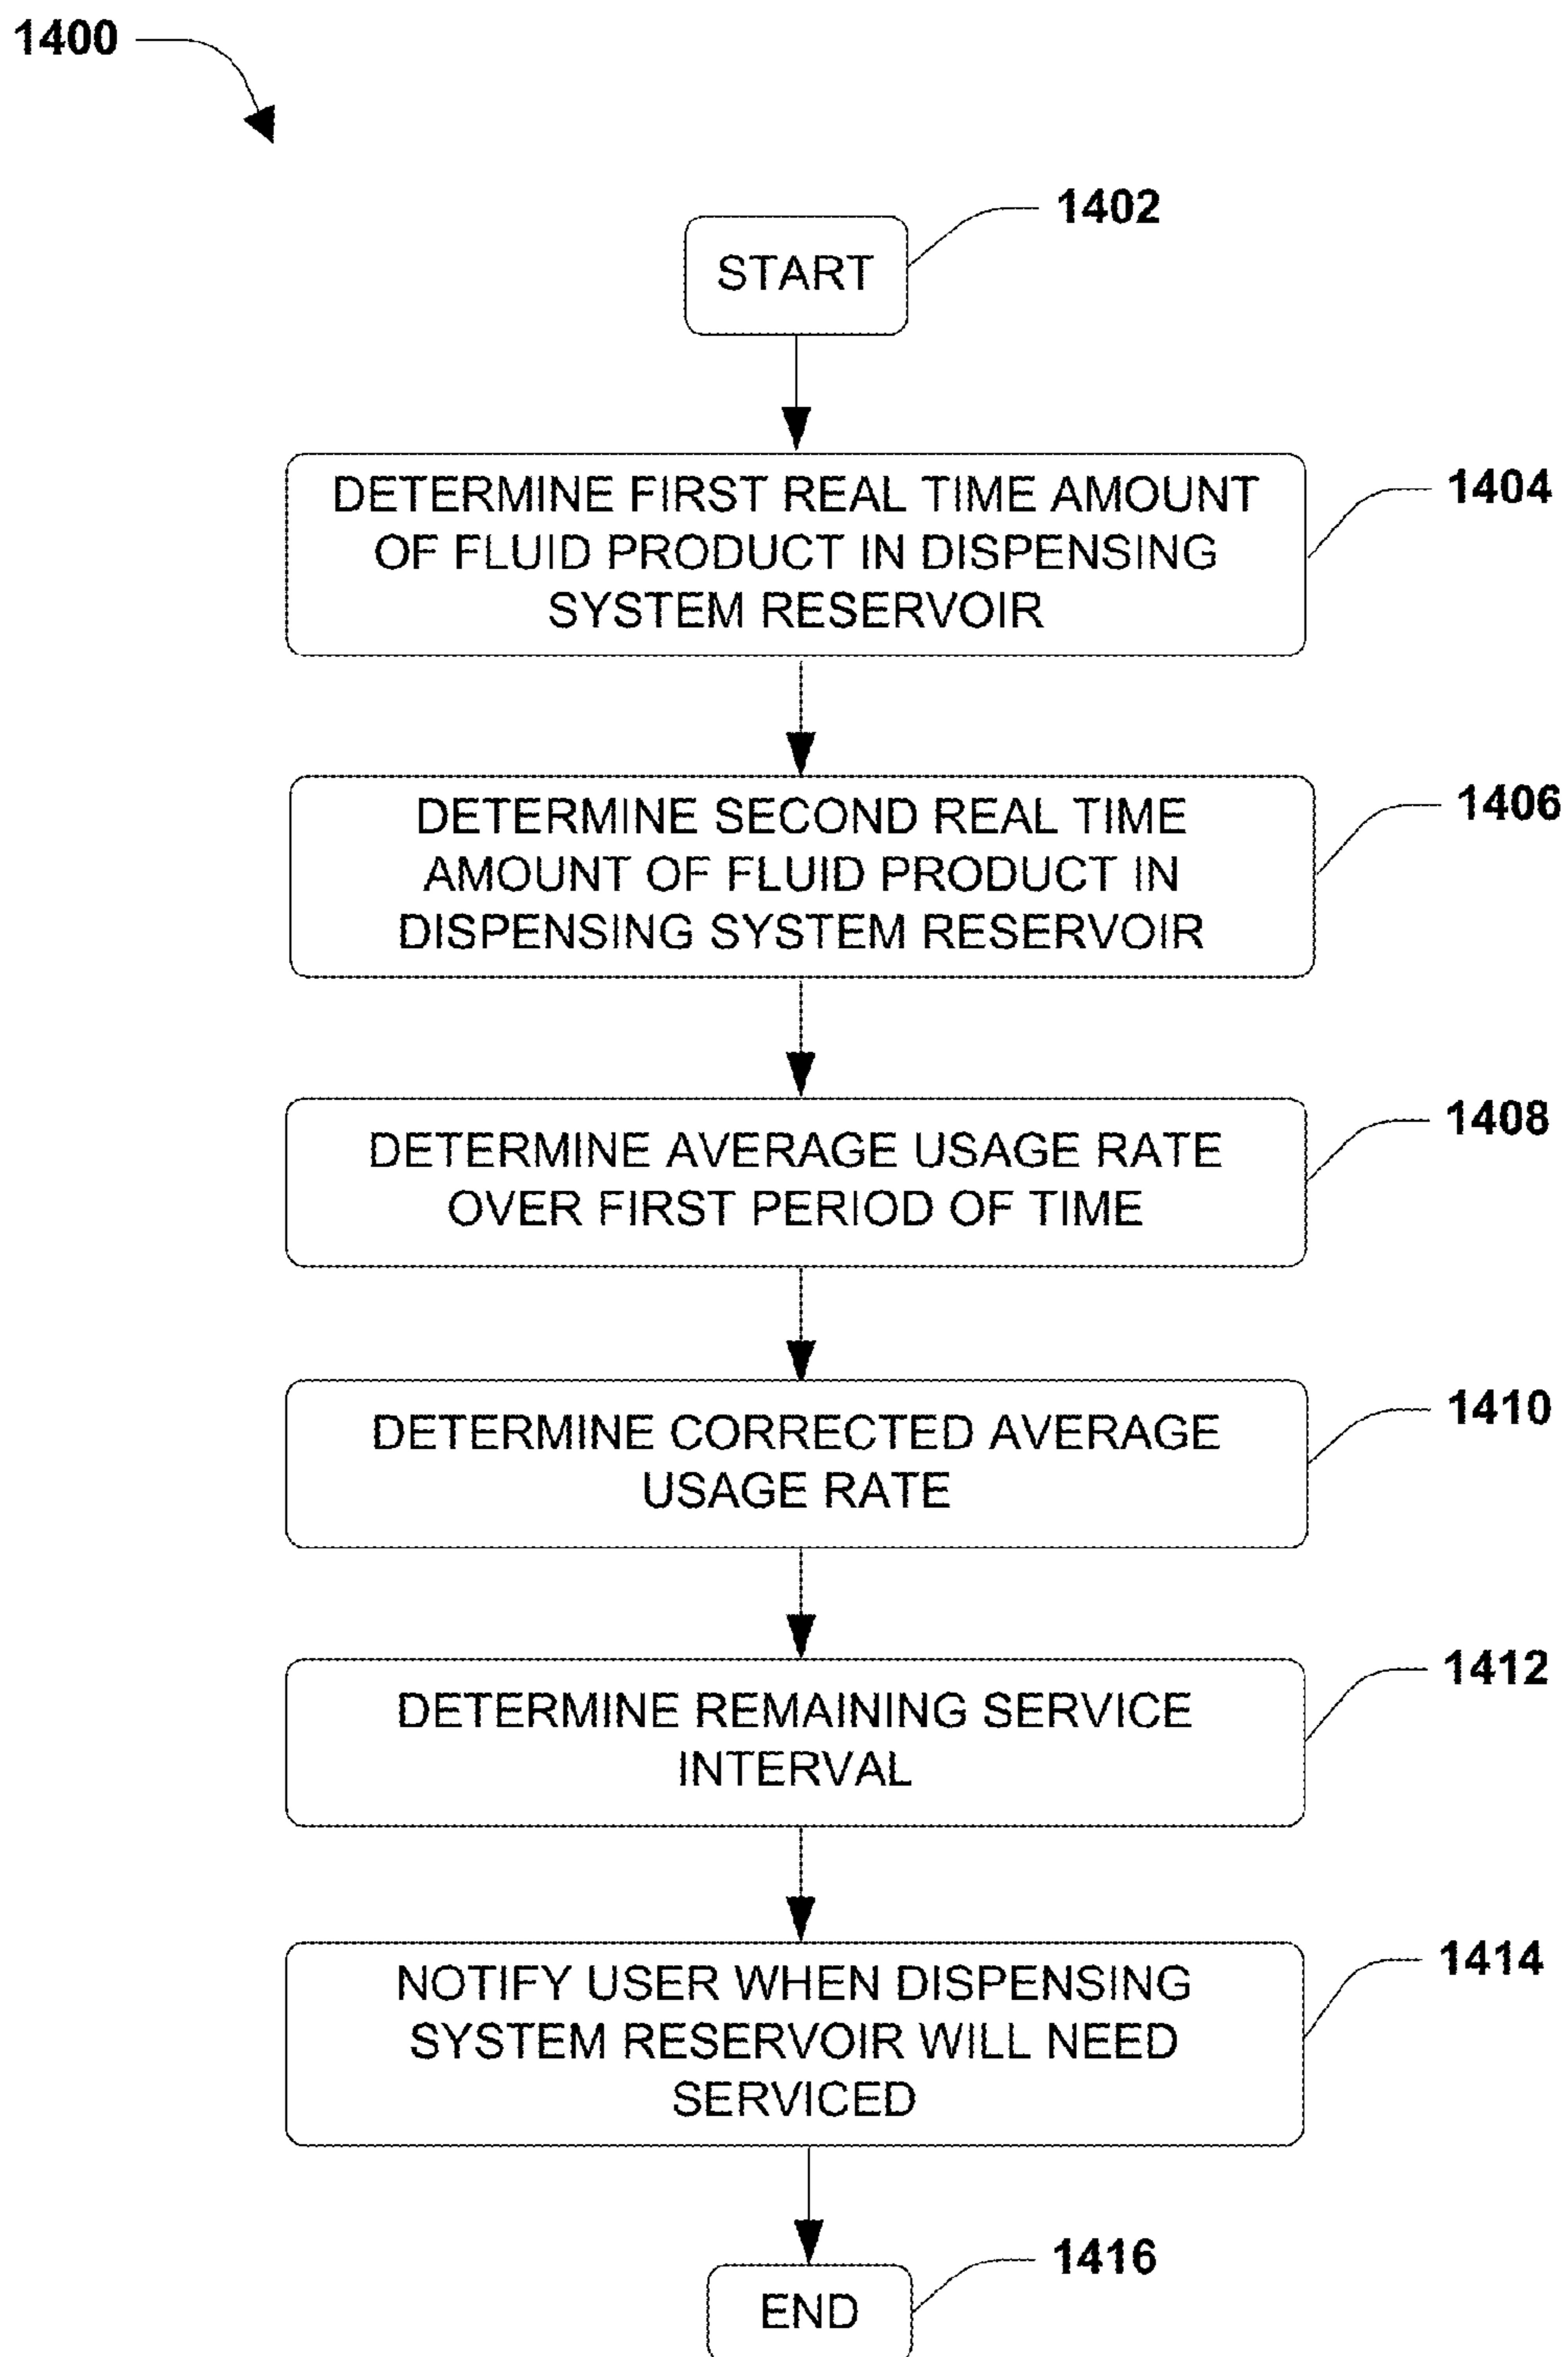 1400
1402
START
DETERMINE FIRST REAL TIME AMOUNT
OF FLUID PRODUCT IN DISPENSING
SYSTEM RESERVOIR
1404
DETERMINE SECOND REAL TIME
AMOUNT OF FLUID PRODUCT IN
DISPENSING SYSTEM RESERVOIR
1406
DETERMINE AVERAGE USAGE RATE
OVER FIRST PERIOD OF TIME
1408
DETERMINE CORRECTED AVERAGE
USAGE RATE
1410
DETERMINE REMAINING SERVICE
INTERVAL
1412
NOTIFY USER WHEN DISPENSING
SYSTEM RESERVOIR WILL NEED
SERVICED
1414
1416
END